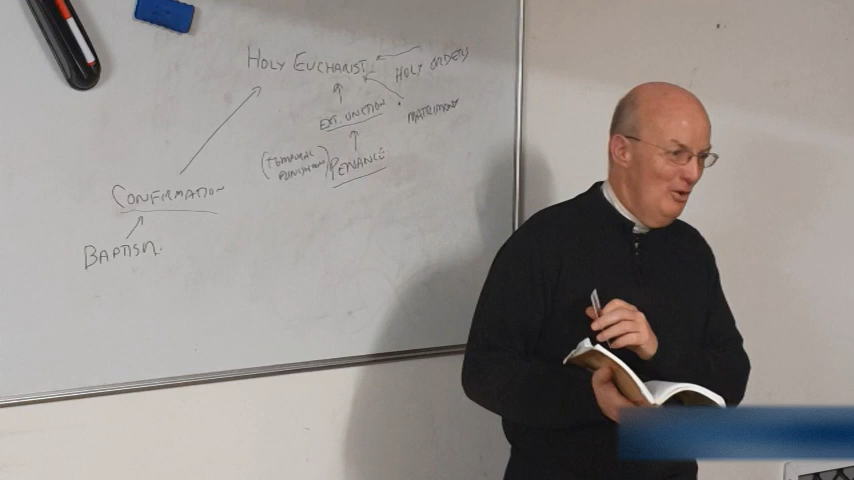 HOLY EUCHARIST
HOLY ORDERS
EXT. UNCTION
MATRIMONY
(TEMPORAL
PUNISHMENT)
PENANCE
CONFIRMATION
BAPTISM.